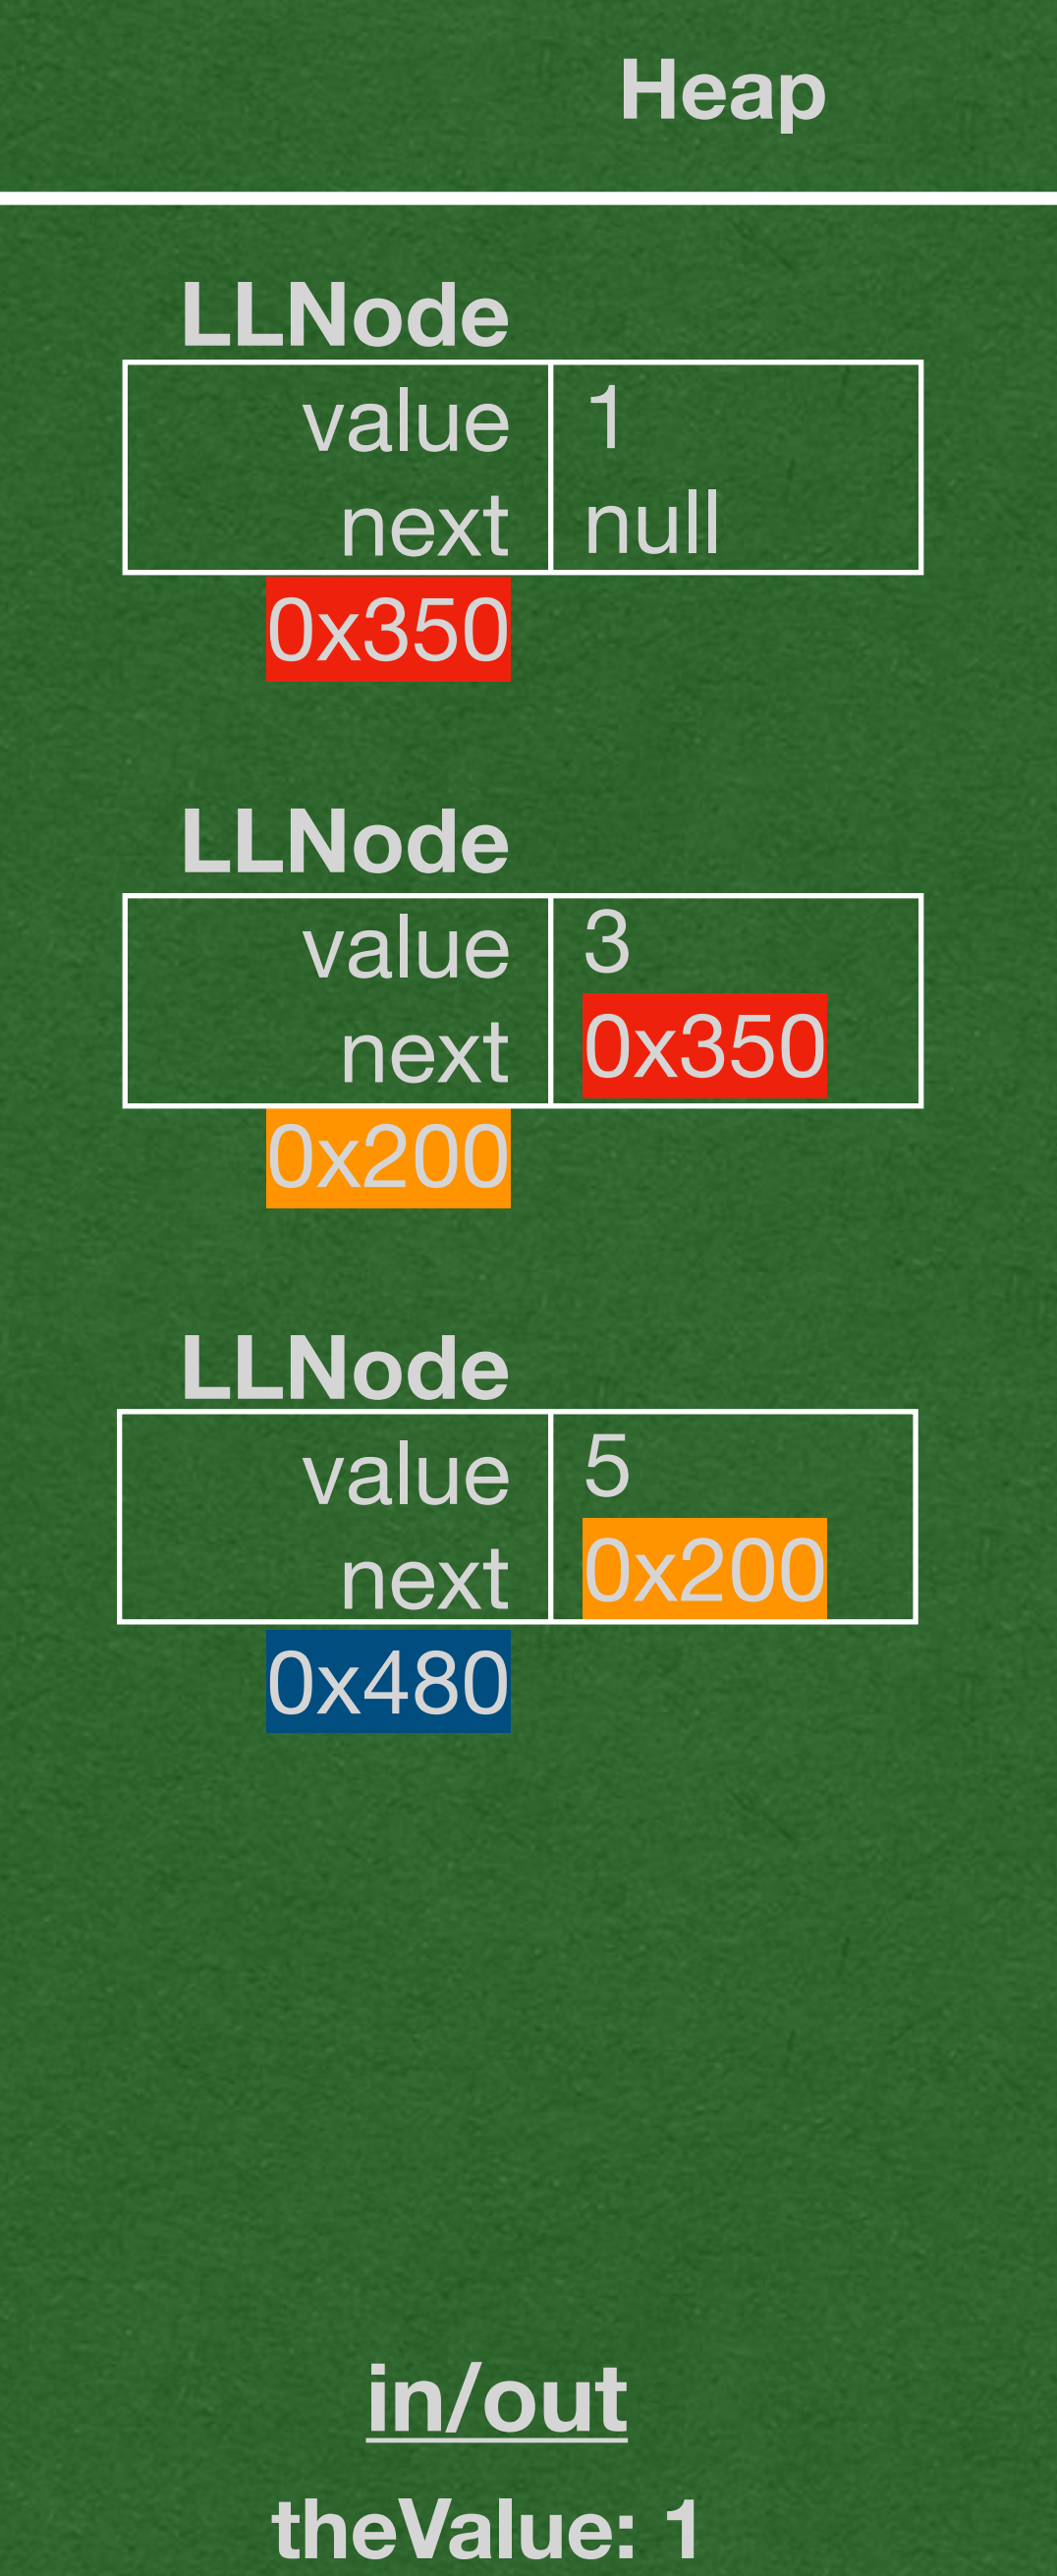 Heap
LLNode
value 1
next null
0x350
LLNode
value 3
next 0x350
0x200
LLNode
value 5
next 0x200
0x480
in/out
theValue: 1